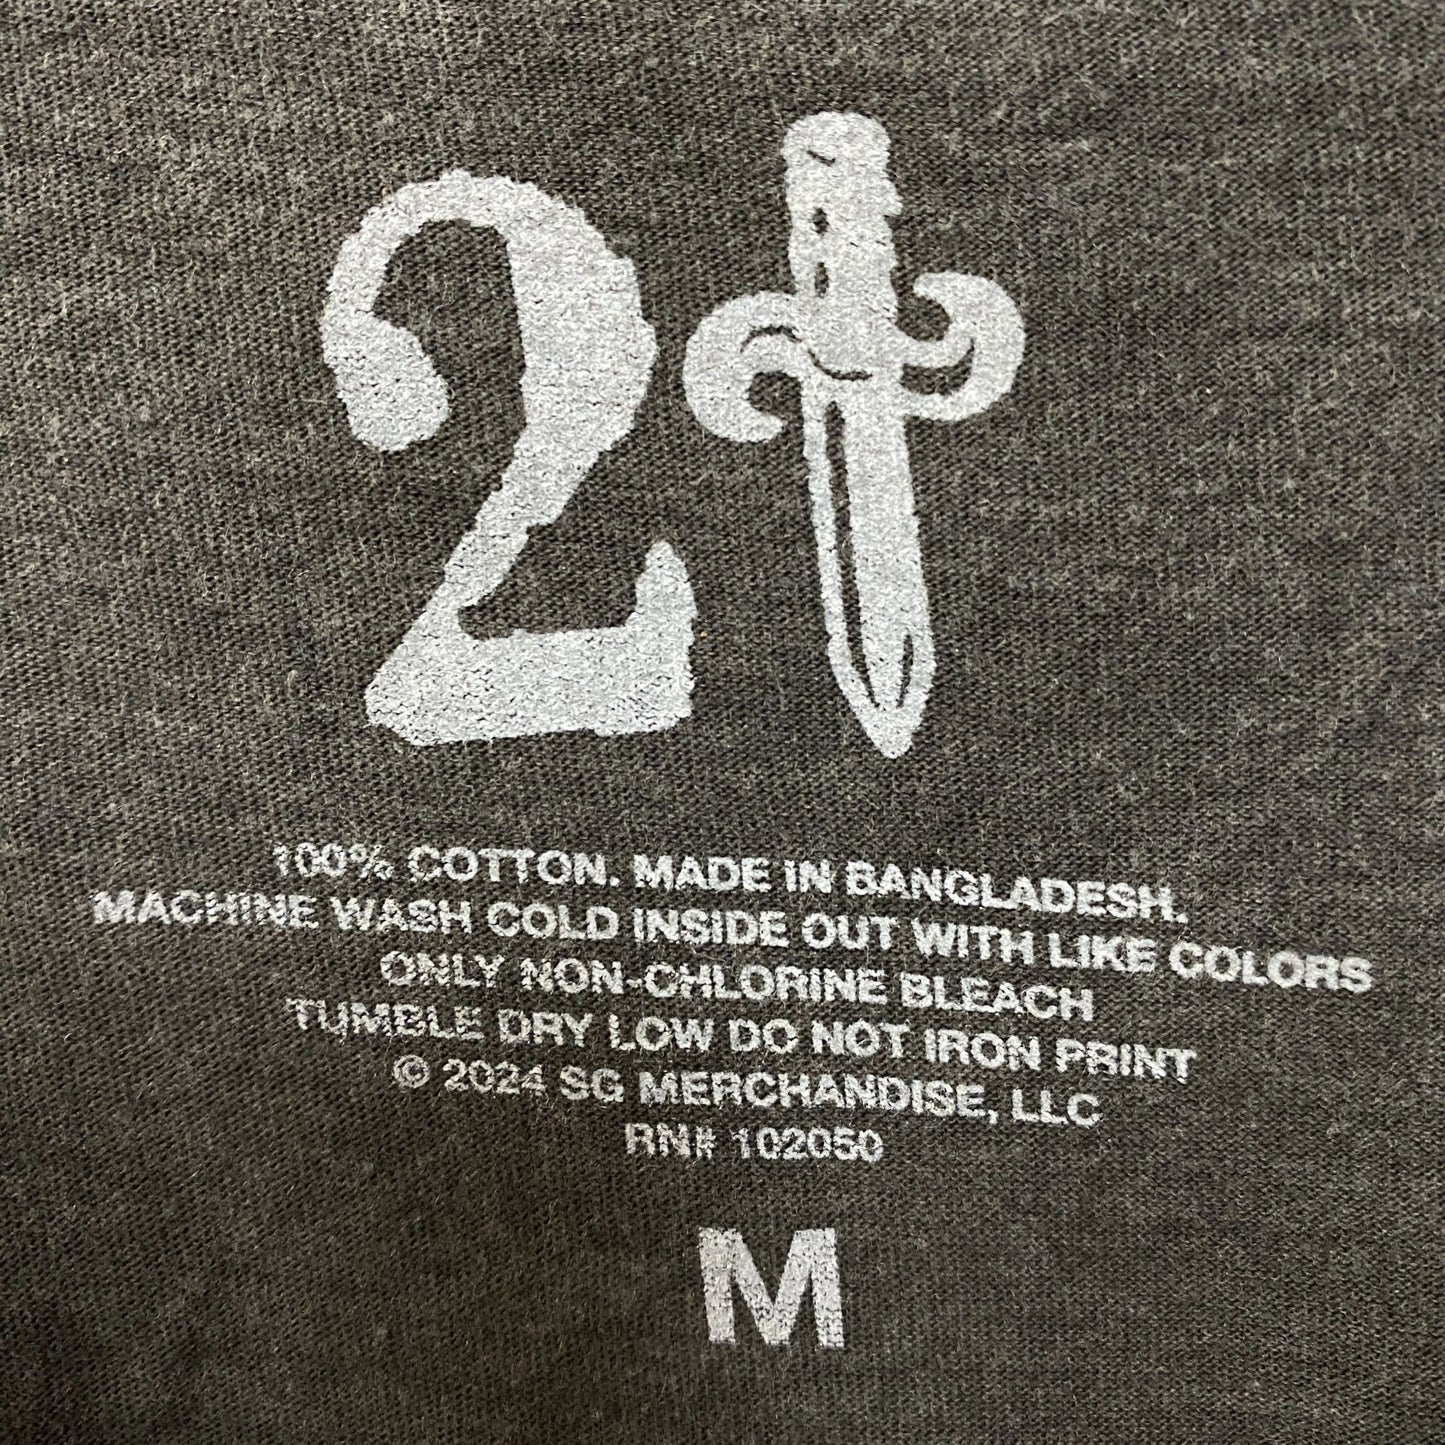 21
100% COTTON. MADE IN BANGLADESH.
MACHINE WASH COLD INSIDE OUT WITH LIKE COLORS
ONLY NON-CHLORINE BLEACH
TUMBLE DRY LOW DO NOT IRON PRINT
© 2024 SG MERCHANDISE, LLC
RN# 102050
M